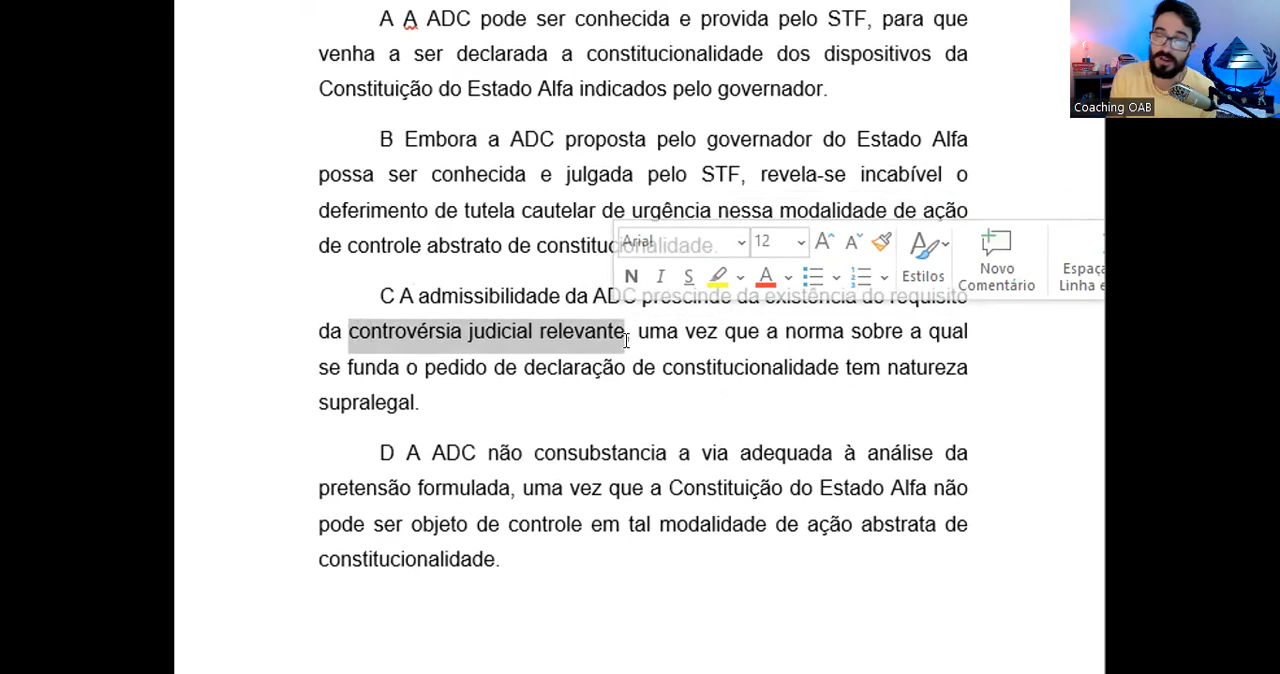 A A ADC pode ser conhecida e provida pelo STF, para que
venha a ser declarada a constitucionalidade dos dispositivos da
Constituição do Estado Alfa indicados pelo governador.
Coaching OAB
B Embora a ADC proposta pelo governador do Estado Alfa
possa ser conhecida e julgada pelo STF, revela-se incabível o
deferimento de tutela cautelar de urgência nessa modalidade de ação
de controle abstrato de constitucionalidade.
Arial 12
N I S
Estilos
Novo
Comentário
Espaça
Linha e
C A admissibilidade da ADC prescinde da existência do requisito
da controvérsia judicial relevante, uma vez que a norma sobre a qual
se funda o pedido de declaração de constitucionalidade tem natureza
supralegal.
D A ADC não consubstancia a via adequada à análise da
pretensão formulada, uma vez que a Constituição do Estado Alfa não
pode ser objeto de controle em tal modalidade de ação abstrata de
constitucionalidade.